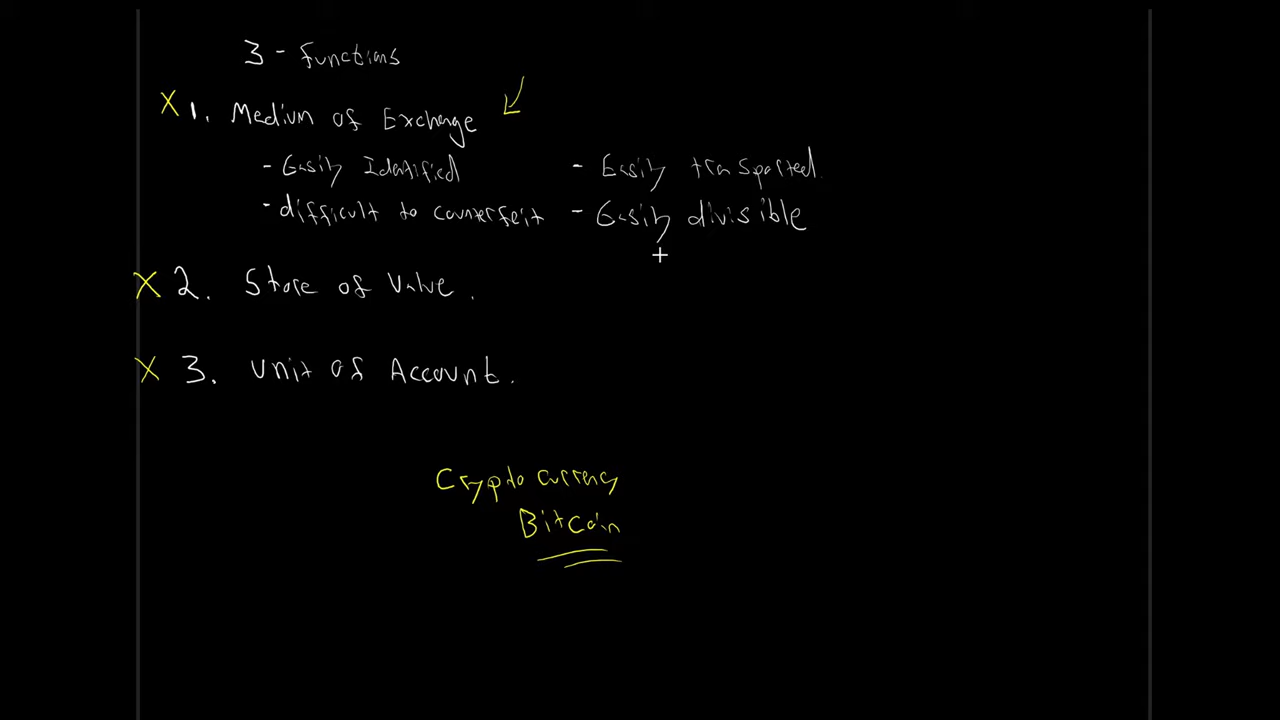 3 - Functions
X 1. Medium of Exchange
- Easily Identified - Easily transported
- difficult to counterfeit - Easily divisible
X 2. Store of Value.
X 3. Unit of Account.
Crypto currency
Bitcoin